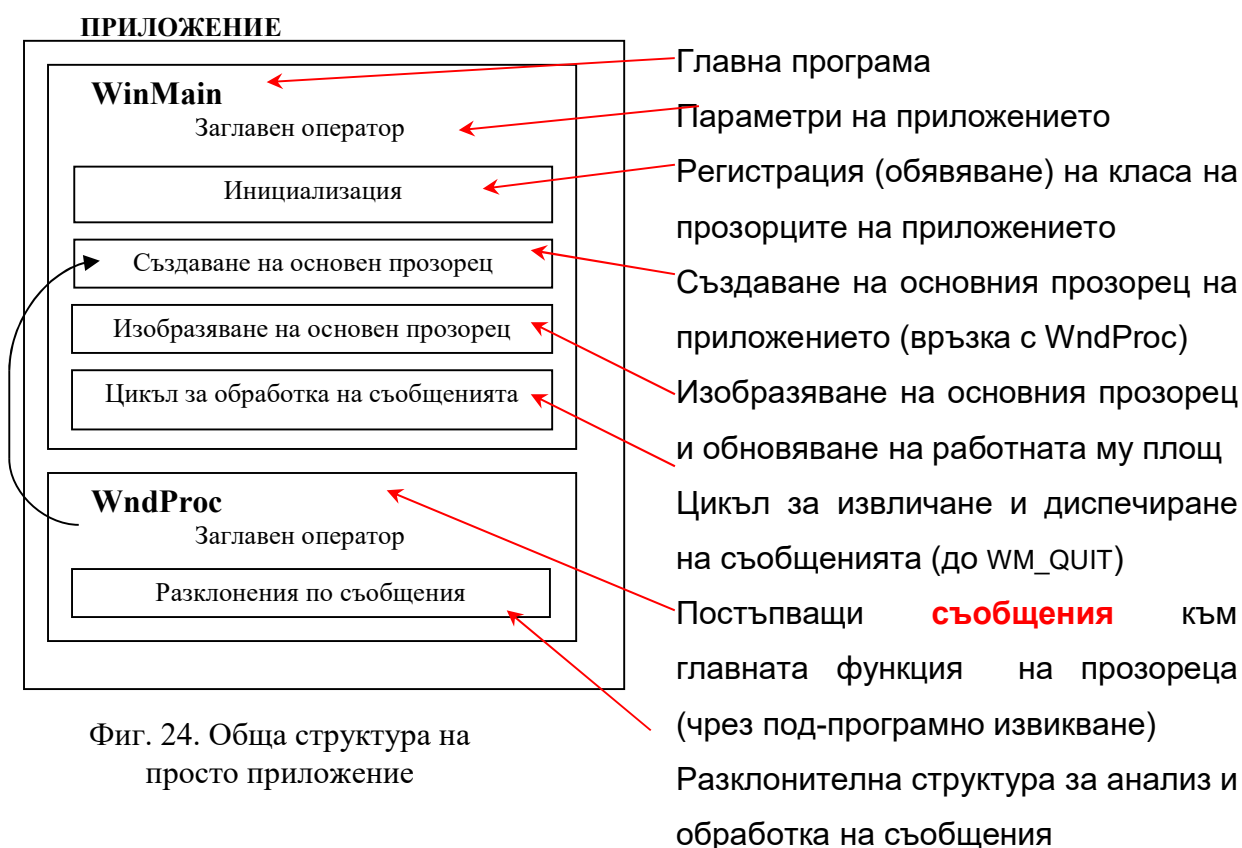 ПРИЛОЖЕНИЕ
WinMain
Заглавен оператор
Инициализация
Създаване на основен прозорец
Изобразяване на основен прозорец
Цикъл за обработка на съобщенията
WndProc
Заглавен оператор
Разклонения по съобщения
Фиг. 24. Обща структура на
просто приложение
Главна програма
Параметри на приложението
Регистрация (обявяване) на класа на
прозорците на приложението
Създаване на основния прозорец на
приложението (връзка с WndProc)
Изобразяване на основния прозорец
и обновяване на работната му площ
Цикъл за извличане и диспечиране
на съобщенията (до WM_QUIT)
Постъпващи съобщения към
главната функция на прозореца
(чрез под-програмно извикване)
Разклонителна структура за анализ и
обработка на съобщения